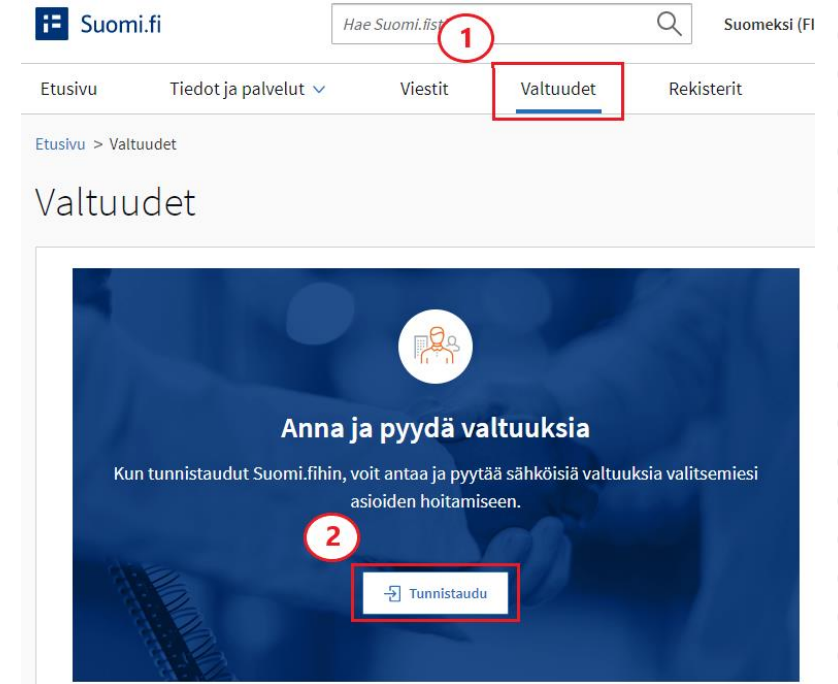 Suomi.fi
Hae Suomi.fist
Suomeksi (FI
1
Etusivu Tiedot ja palvelut Viestit Valtuudet Rekisterit
Etusivu > Valtuudet
Valtuudet
Anna ja pyydä valtuuksia
Kun tunnistaudut Suomi.fihin, voit antaa ja pyytää sähköisiä valtuuksia valitsemiesi
asioiden hoitamiseen.
2
Tunnistaudu